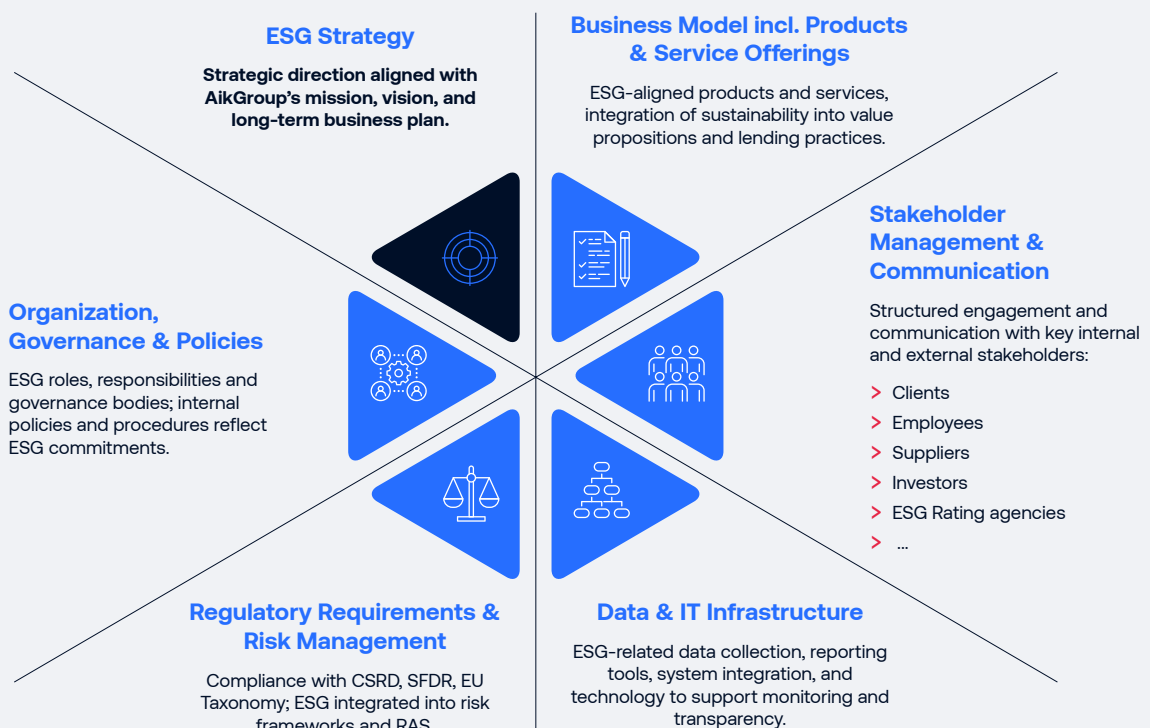 ESG Strategy
Strategic direction aligned with
AikGroup's mission, vision, and
long-term business plan.
Business Model incl. Products
& Service Offerings
ESG-aligned products and services,
integration of sustainability into value
propositions and lending practices.
Stakeholder
Management &
Communication
Structured engagement and
communication with key internal
and external stakeholders:
> Clients
> Employees
> Suppliers
> Investors
> ESG Rating agencies
> ...
Organization,
Governance & Policies
ESG roles, responsibilities and
governance bodies; internal
policies and procedures reflect
ESG commitments.
Regulatory Requirements &
Risk Management
Compliance with CSRD, SFDR, EU
Taxonomy; ESG integrated into risk
frameworks and RAS
Data & IT Infrastructure
ESG-related data collection, reporting
tools, system integration, and
technology to support monitoring and
transparency.